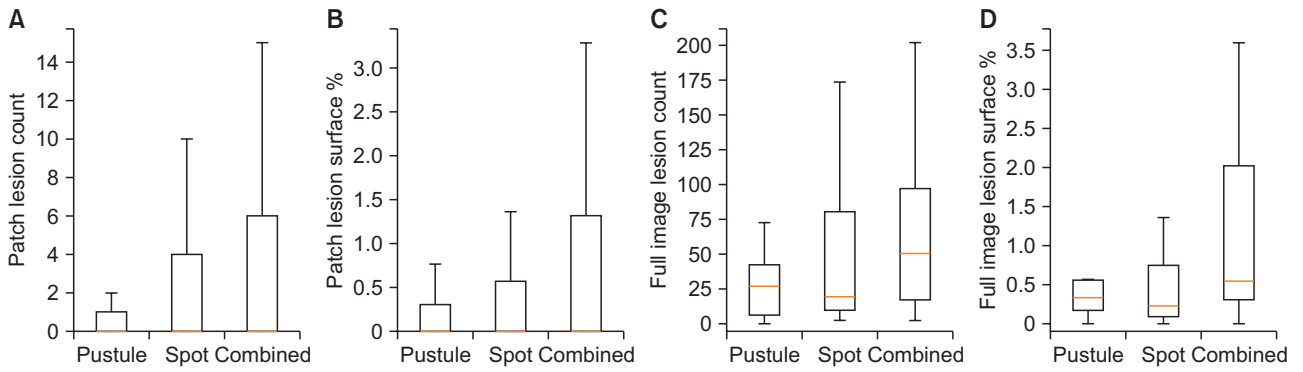 A
Patch lesion count
14
12
10
8
6
4
2
0
Pustule Spot Combined
B
Patch lesion surface %
3.0
2.5
2.0
1.5
1.0
0.5
0
Pustule Spot Combined
C
Full image lesion count
200
175
150
125
100
75
50
25
0
Pustule Spot Combined
D
Full image lesion surface %
3.5
3.0
2.5
2.0
1.5
1.0
0.5
0
Pustule Spot Combined